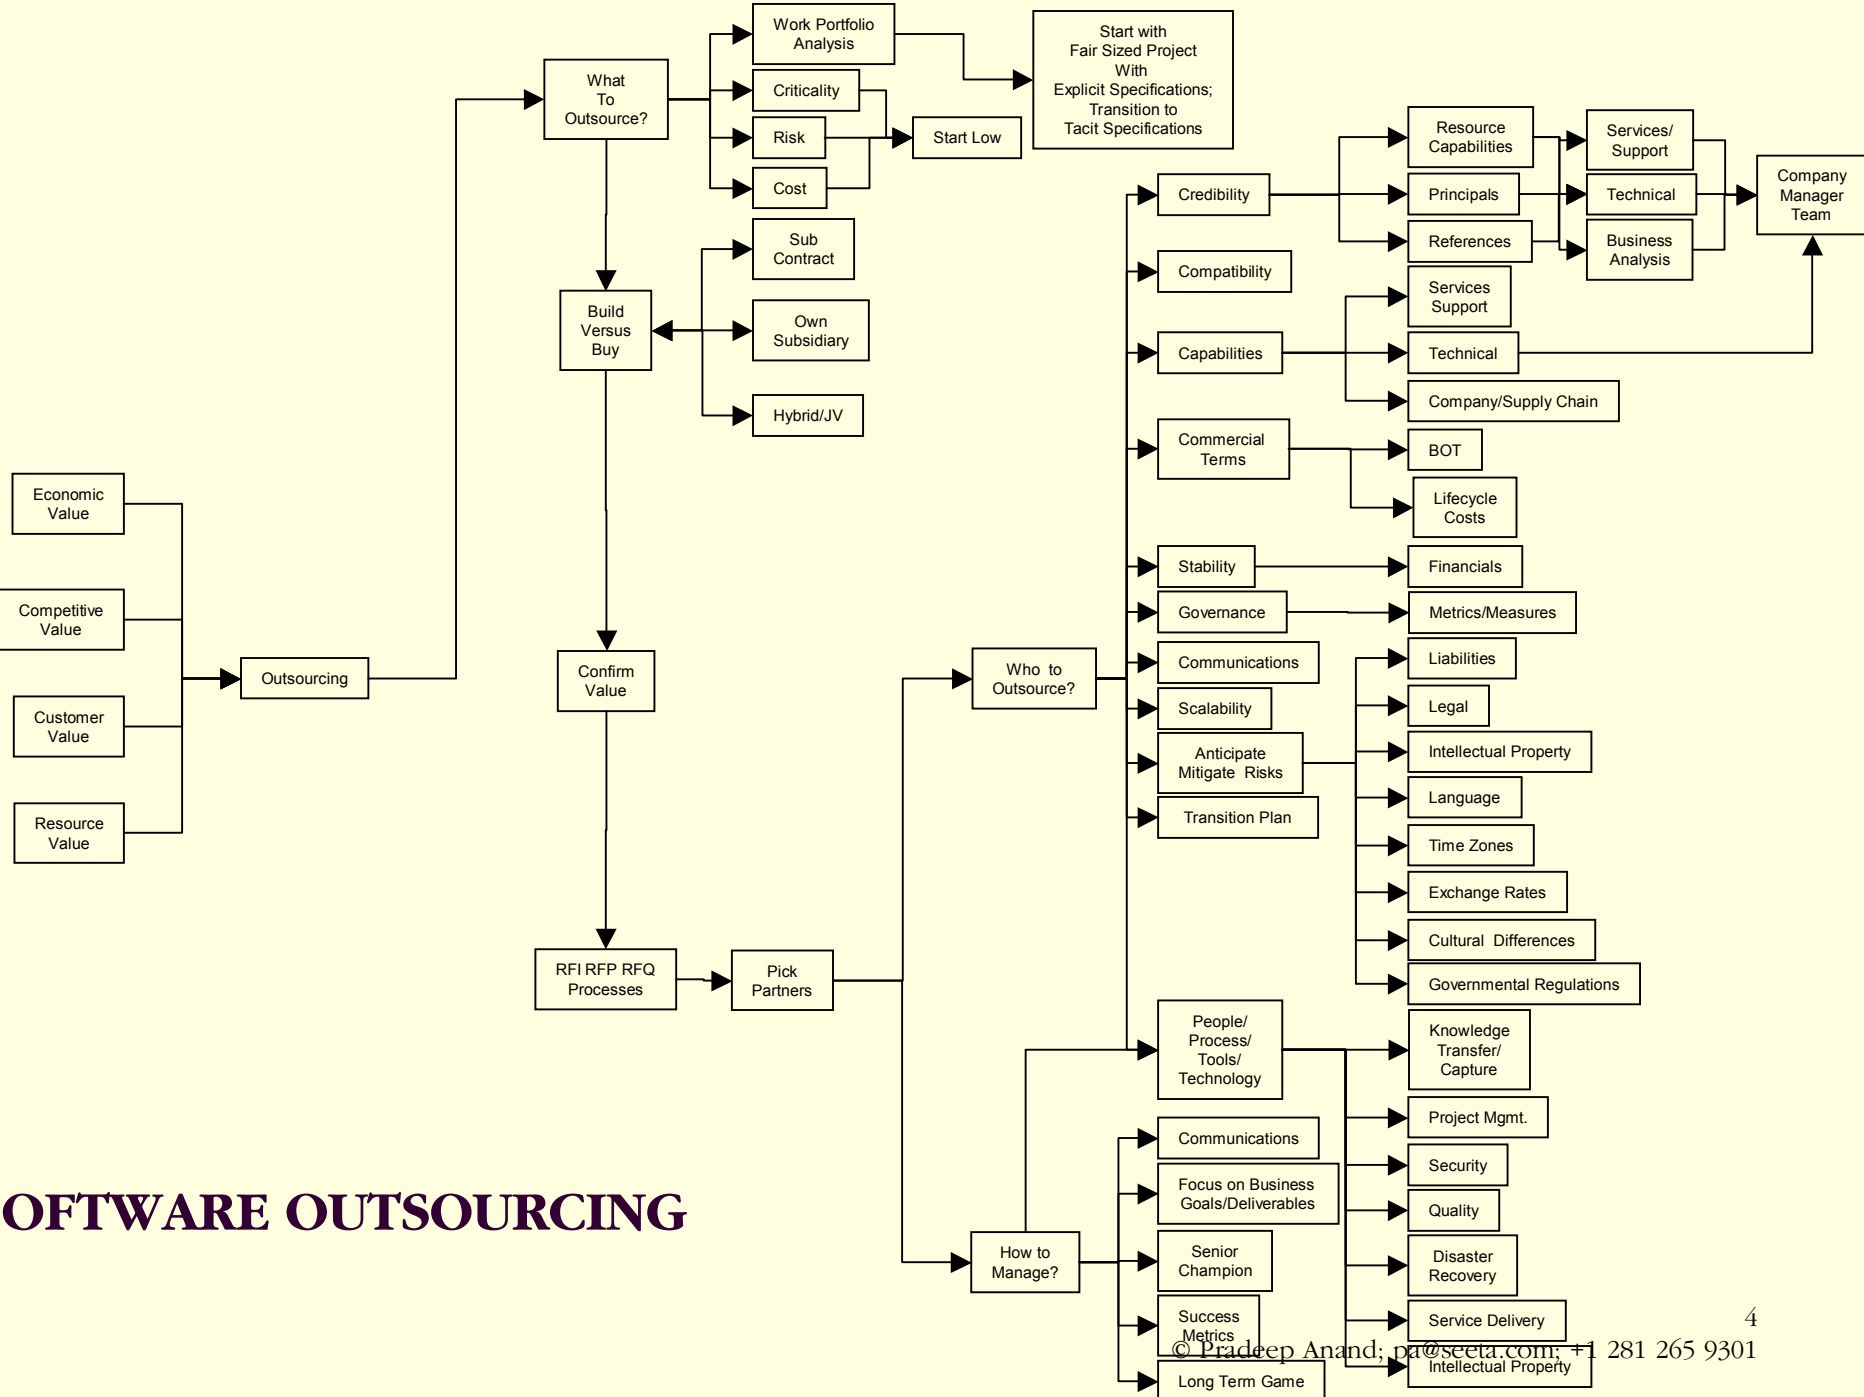 Economic
Value
Competitive
Value
Customer
Value
Resource
Value
Outsourcing
What
To
Outsource?
Build
Versus
Buy
Confirm
Value
RFI RFP RFQ
Processes
Pick
Partners
Work Portfolio
Analysis
Criticality
Risk
Cost
Start Low
Start with
Fair Sized Project
With
Explicit Specifications;
Transition to
Tacit Specifications
Sub
Contract
Own
Subsidiary
Hybrid/JV
Who to
Outsource?
How to
Manage?
Credibility
Compatibility
Capabilities
Commercial
Terms
Stability
Governance
Communications
Scalability
Anticipate
Mitigate Risks
Transition Plan
People/
Process/
Tools/
Technology
Communications
Focus on Business
Goals/Deliverables
Senior
Champion
Success
Metrics
Long Term Game
Resource
Capabilities
Principals
References
Services/
Support
Technical
Business
Analysis
Company
Manager
Team
Services
Support
Technical
Company/Supply Chain
BOT
Lifecycle
Costs
Financials
Metrics/Measures
Liabilities
Legal
Intellectual Property
Language
Time Zones
Exchange Rates
Cultural Differences
Governmental Regulations
Knowledge
Transfer/
Capture
Project Mgmt.
Security
Quality
Disaster
Recovery
Service Delivery
Intellectual Property
OFTWARE OUTSOURCING
4
© Pradeep Anand; pa@seeta.com; +1 281 265 9301